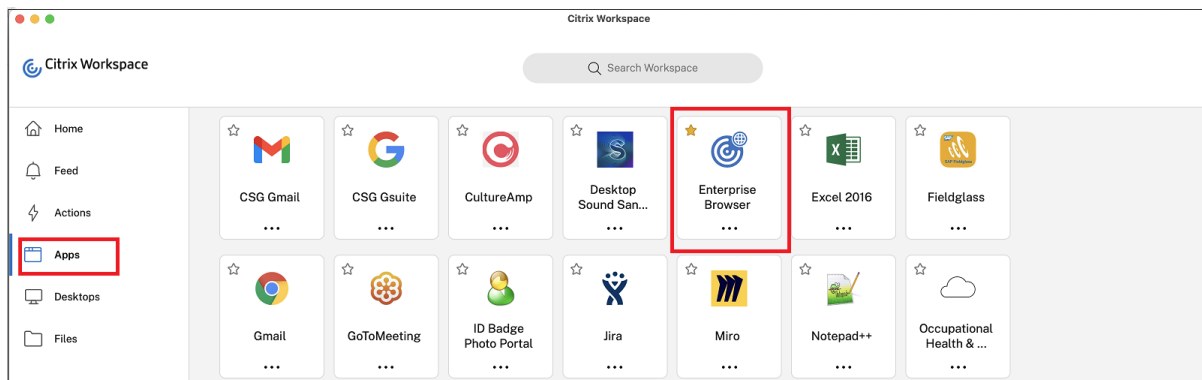 Citrix Workspace
Citrix Workspace
Search Workspace
Home
Feed
Actions
Apps
Desktops
Files
CSG Gmail
CSG Gsuite
CultureAmp
Desktop
Sound San...
Enterprise
Browser
Excel 2016
Fieldglass
Gmail
GoToMeeting
ID Badge
Photo Portal
Jira
Miro
Notepad++
Occupational
Health & ...